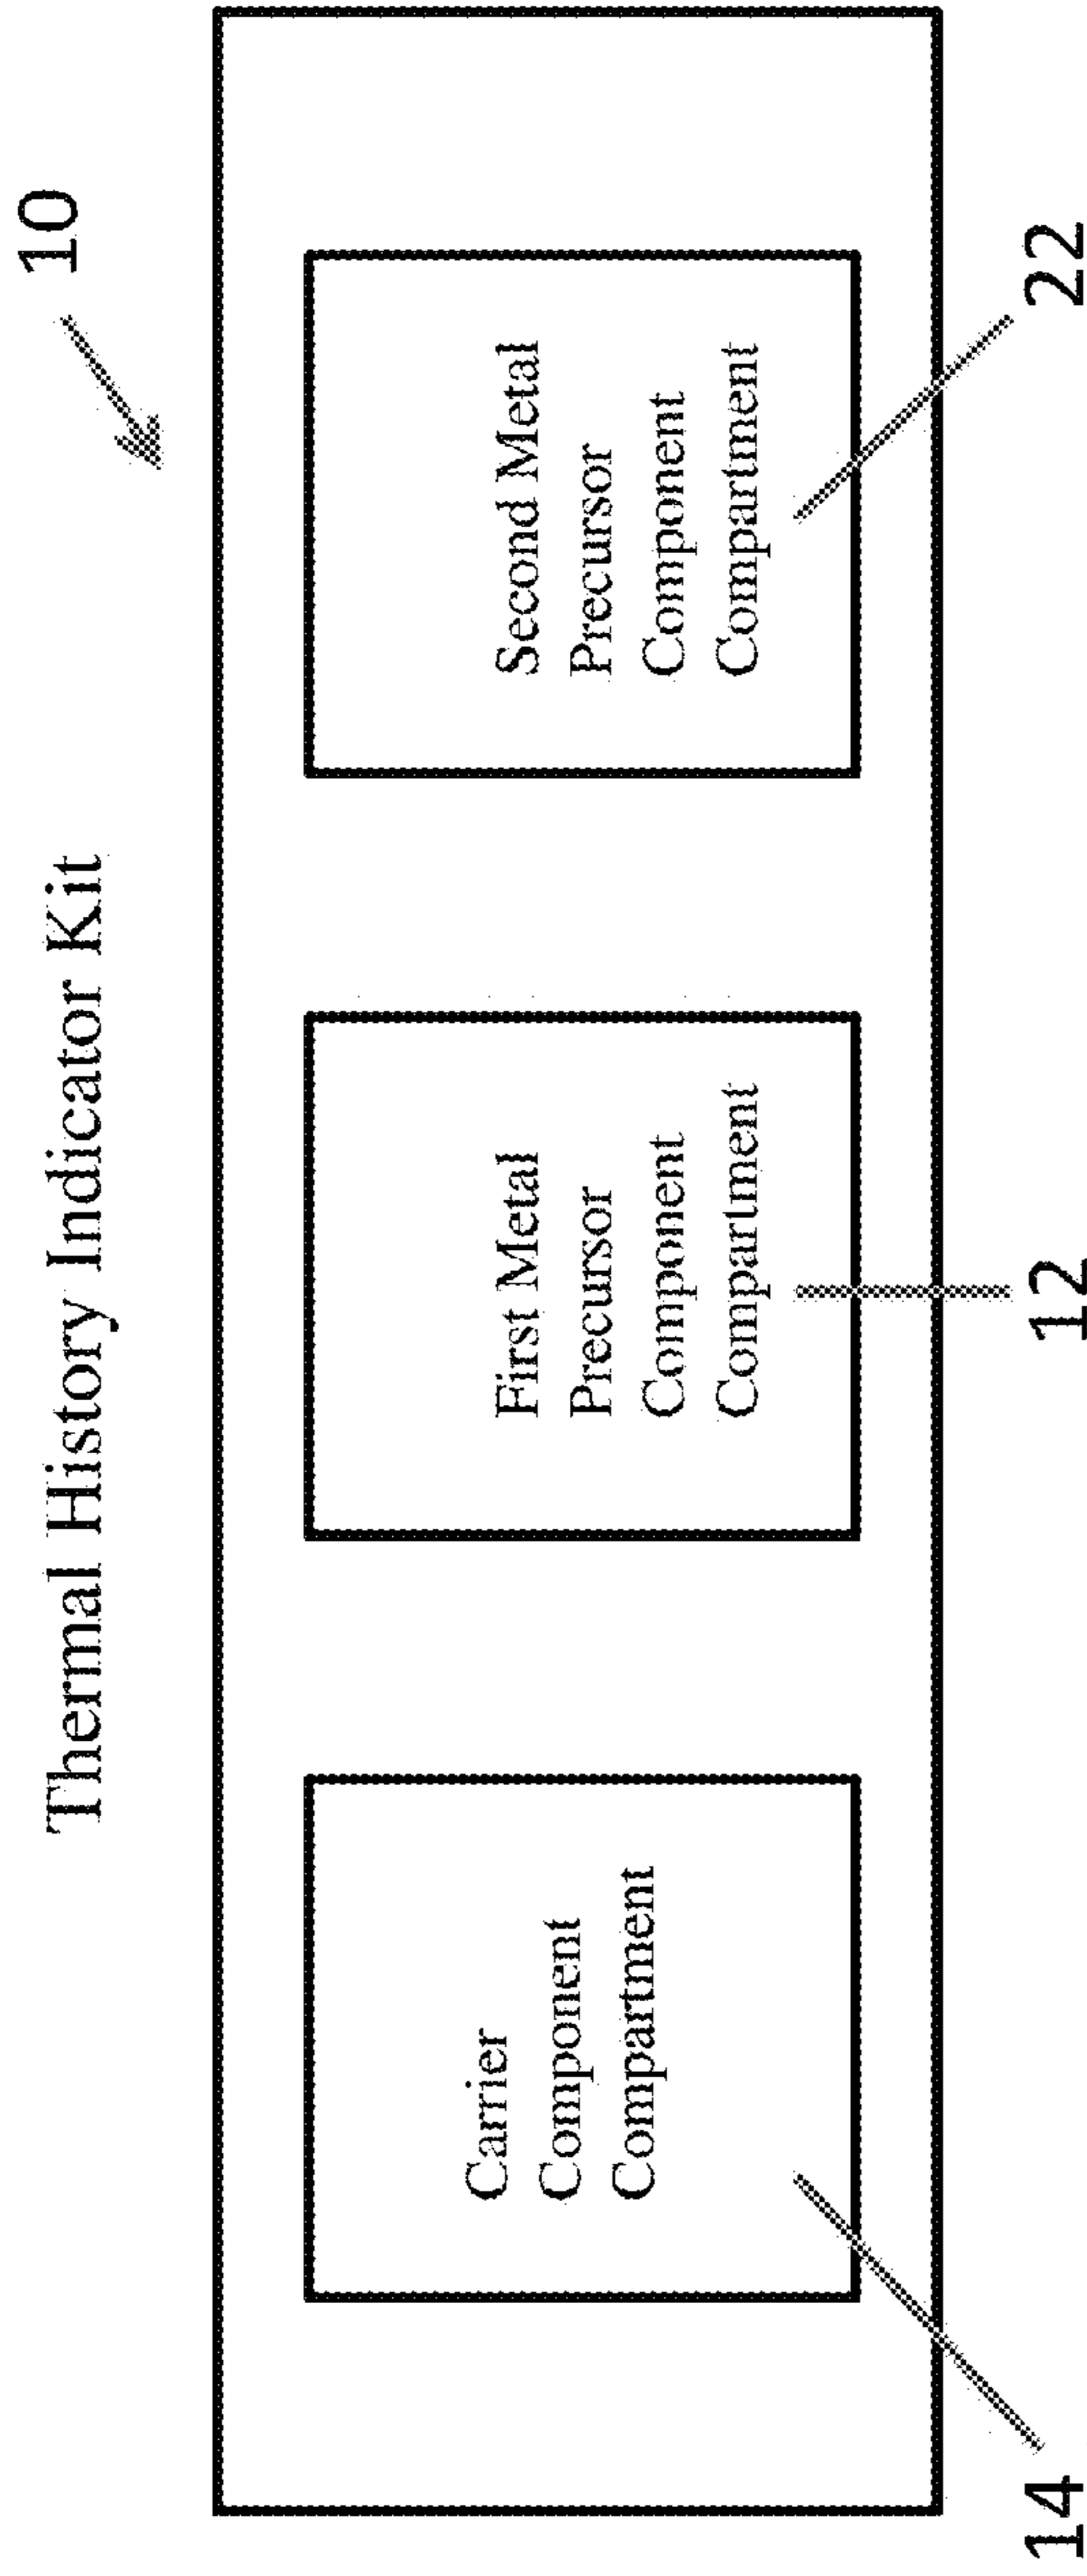 Thermal History Indicator Kit
10
Carrier
Component
Compartment
First Metal
Precursor
Component
Compartment
Second Metal
Precursor
Component
Compartment
14
12
22